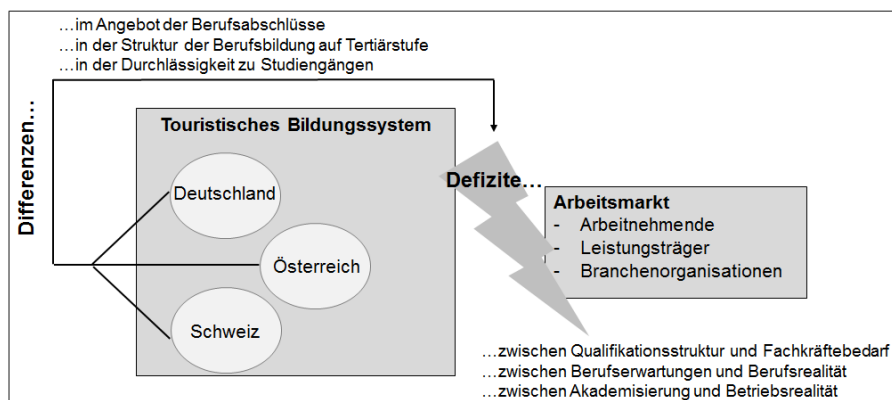 …im Angebot der Berufsabschlüsse
…in der Struktur der Berufsbildung auf Tertiärstufe
…in der Durchlässigkeit zu Studiengängen
Differenzen…
Touristisches Bildungssystem
Deutschland
Österreich
Schweiz
Defizite…
Arbeitsmarkt
- Arbeitnehmende
- Leistungsträger
- Branchenorganisationen
…zwischen Qualifikationsstruktur und Fachkräftebedarf
…zwischen Berufserwartungen und Berufsrealität
…zwischen Akademisierung und Betriebsrealität